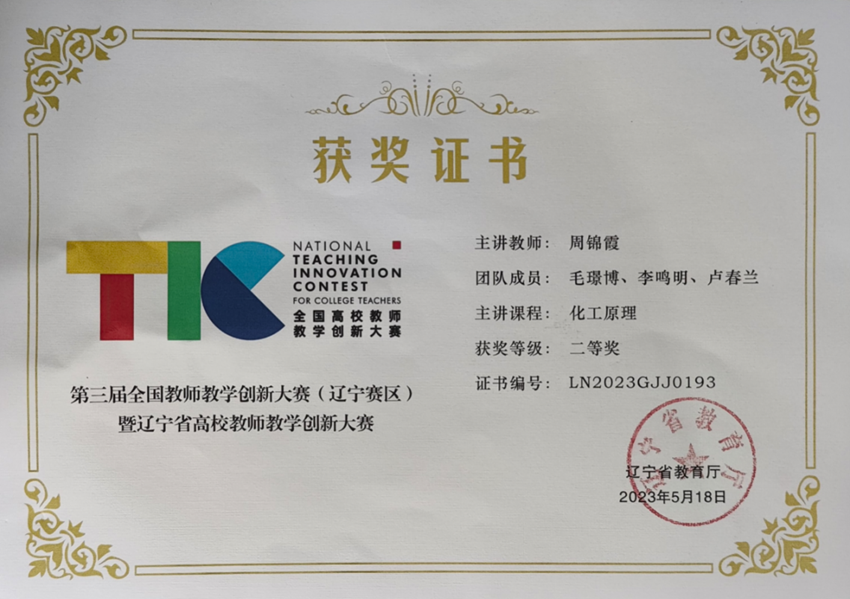 获奖证书
NATIONAL
TEACHING
INNOVATION
CONTEST
FOR COLLEGE TEACHERS
全国高校教师
教学创新大赛
第三届全国教师教学创新大赛（辽宁赛区）
暨辽宁省高校教师教学创新大赛
主讲教师： 周锦霞
团队成员： 毛璟博、李鸣明、卢春兰
主讲课程： 化工原理
获奖等级： 二等奖
证书编号： LN2023GJJ0193
辽宁省教育厅
辽宁省教育厅
2023年5月18日